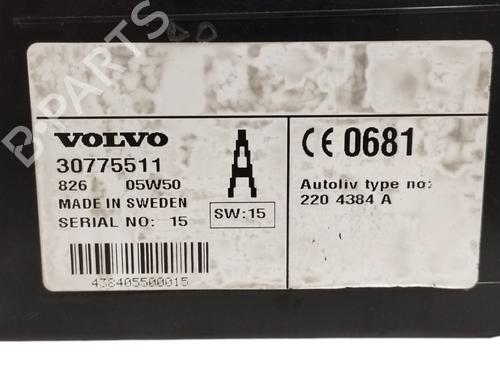 B-PARTS
VOLVO
30775511
826 05W50
MADE IN SWEDEN
SERIAL NO: 15
A
SW:15
438405500015
CE 0681
Autoliv type no:
220 4384 A